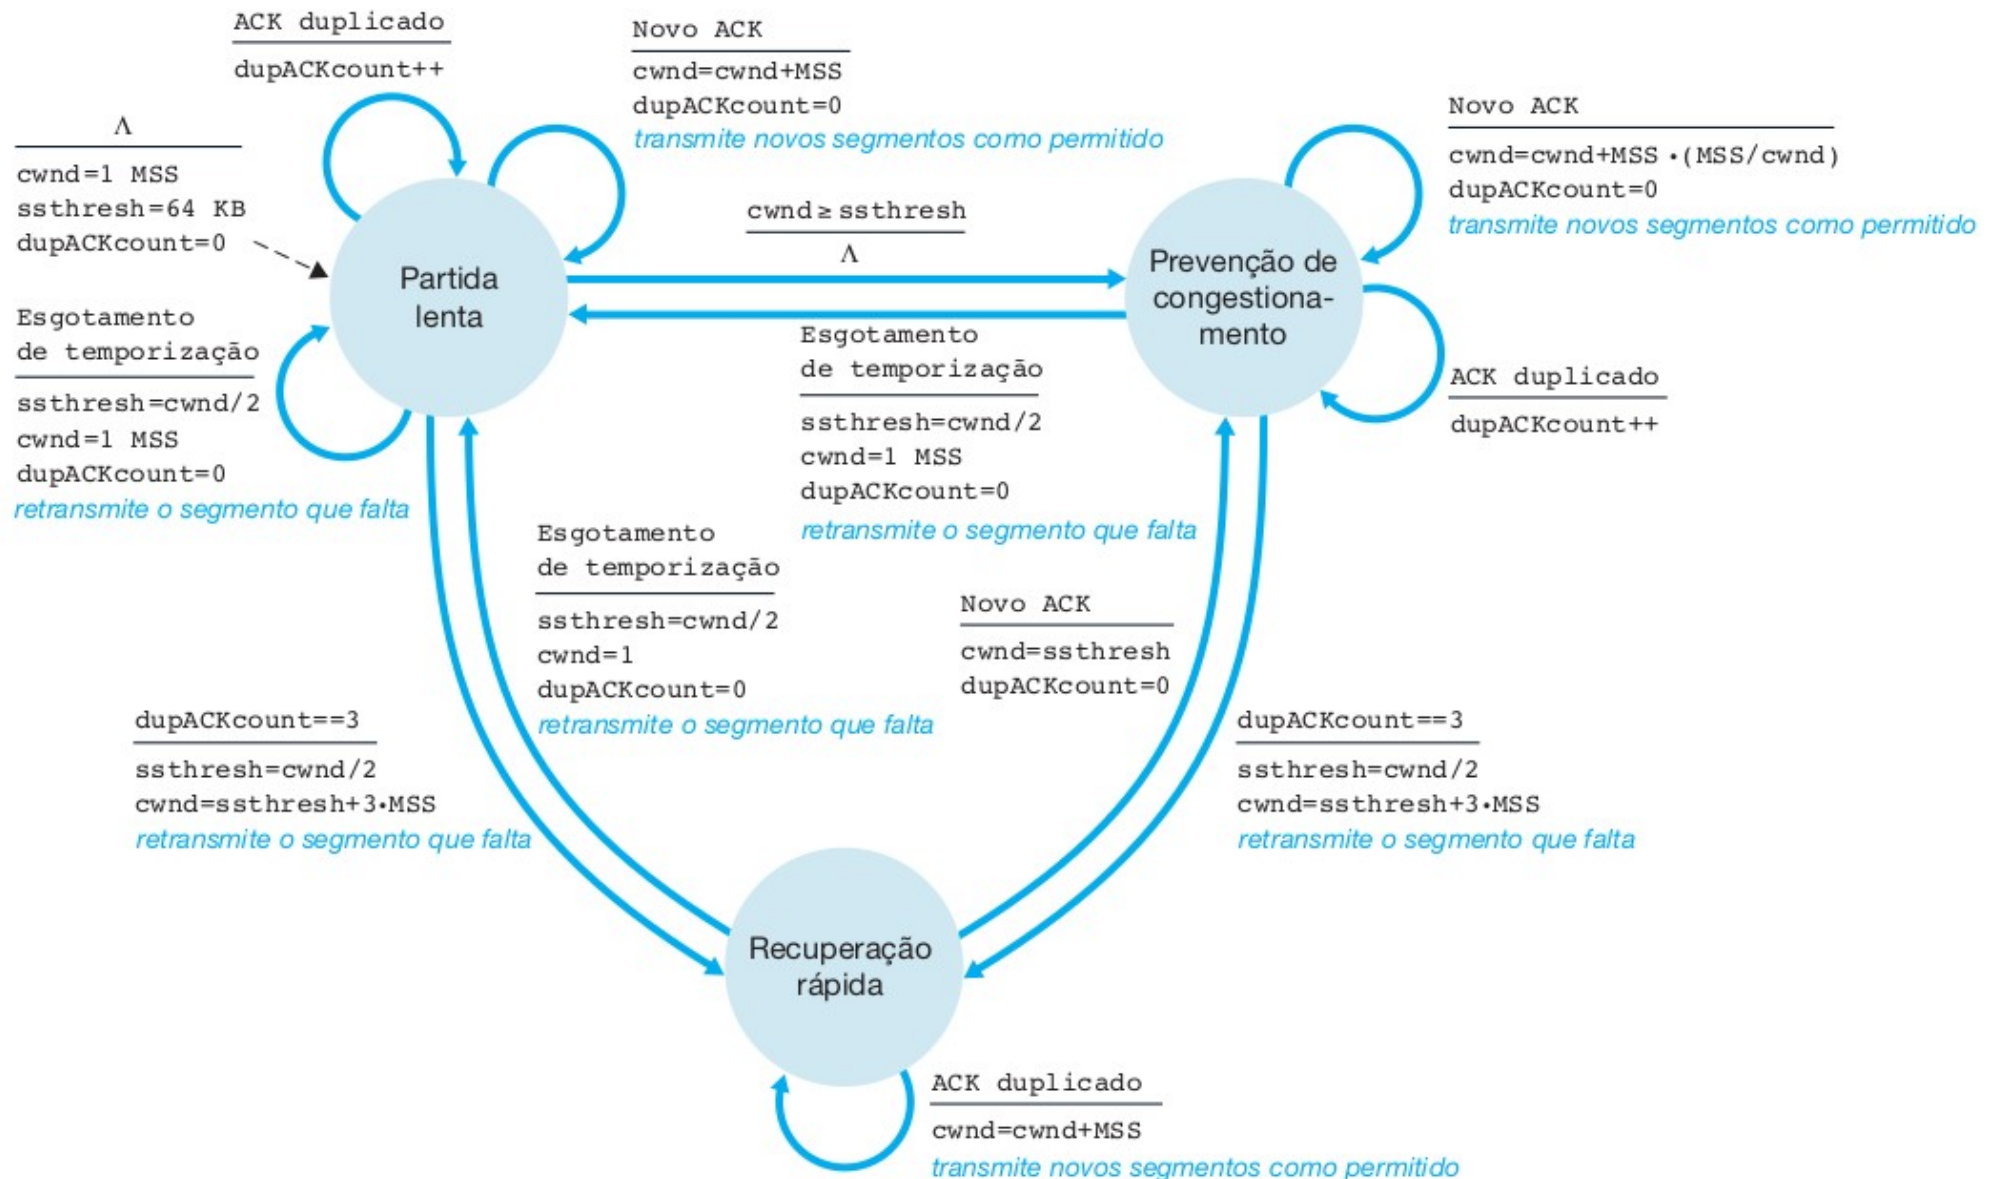 ACK duplicado
dupACKcount++
Novo ACK
cwnd=cwnd+MSS
dupACKcount=0
transmite novos segmentos como permitido
Λ
cwnd=1 MSS
ssthresh=64 KB
dupACKcount=0
Novo ACK
cwnd=cwnd+MSS •(MSS/cwnd)
dupACKcount=0
transmite novos segmentos como permitido
cwnd≥ssthresh
Λ
Partida
lenta
Prevenção de
congestiona-
mento
Esgotamento
de temporização
ssthresh=cwnd/2
cwnd=1 MSS
dupACKcount=0
retransmite o segmento que falta
Esgotamento
de temporização
ssthresh=cwnd/2
cwnd=1 MSS
dupACKcount=0
retransmite o segmento que falta
ACK duplicado
dupACKcount++
Esgotamento
de temporização
ssthresh=cwnd/2
cwnd=1
dupACKcount=0
retransmite o segmento que falta
Novo ACK
cwnd=ssthresh
dupACKcount=0
dupACKcount==3
ssthresh=cwnd/2
cwnd=ssthresh+3•MSS
retransmite o segmento que falta
dupACKcount==3
ssthresh=cwnd/2
cwnd=ssthresh+3•MSS
retransmite o segmento que falta
Recuperação
rápida
ACK duplicado
cwnd=cwnd+MSS
transmite novos segmentos como permitido